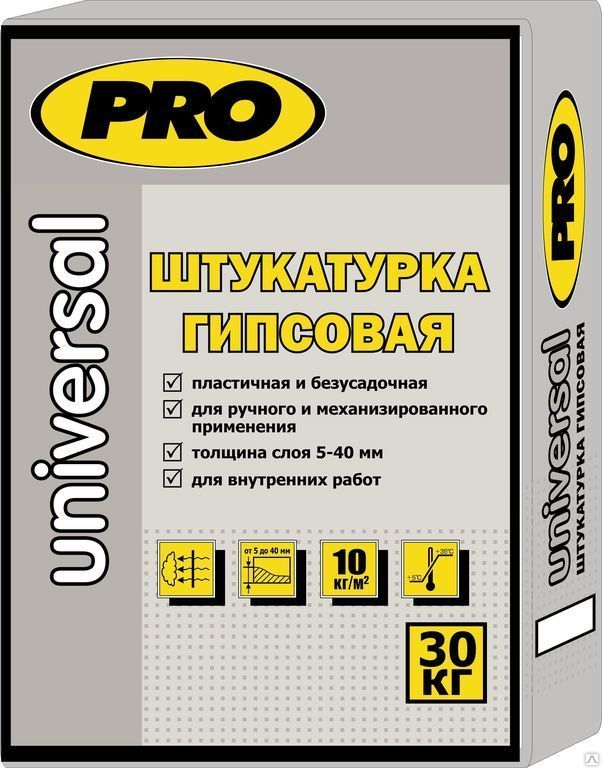 PRO
universal
ШТУКАТУРКА
ГИПСОВАЯ
пластичная и безусадочная
для ручного и механизированного
применения
толщина слоя 5-40 мм
для внутренних работ
от 5 до 40 мм
10
КГ/М²
+35°C
+5°C
30
КГ
PRO
universal
ШТУКАТУРКА ГИПСОВАЯ